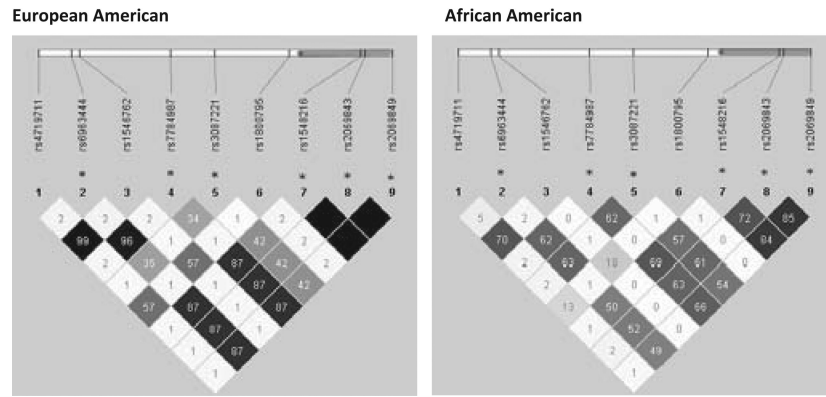 European American
rs4719711 rs6963444 rs1546762 rs7784987 rs3087221 rs1800795 rs1548216 rs2069843 rs2069849
* * * * * *
1 2 3 4 5 6 7 8 9
2 2 2 34 1 2
99 96 1 1 42 2
2 35 57 87 42 2
1 1 1 87 42
57 87 1 87
1 87 1
1 87
1
African American
rs4719711 rs6963444 rs1546762 rs7784987 rs3087221 rs1800795 rs1548216 rs2069843 rs2069849
* * * * * *
1 2 3 4 5 6 7 8 9
5 2 0 62 1 1 72 85
70 62 1 0 57 0 84
2 63 18 69 61 0
2 1 0 63 54
13 50 0 66
1 52 0
2 49
1